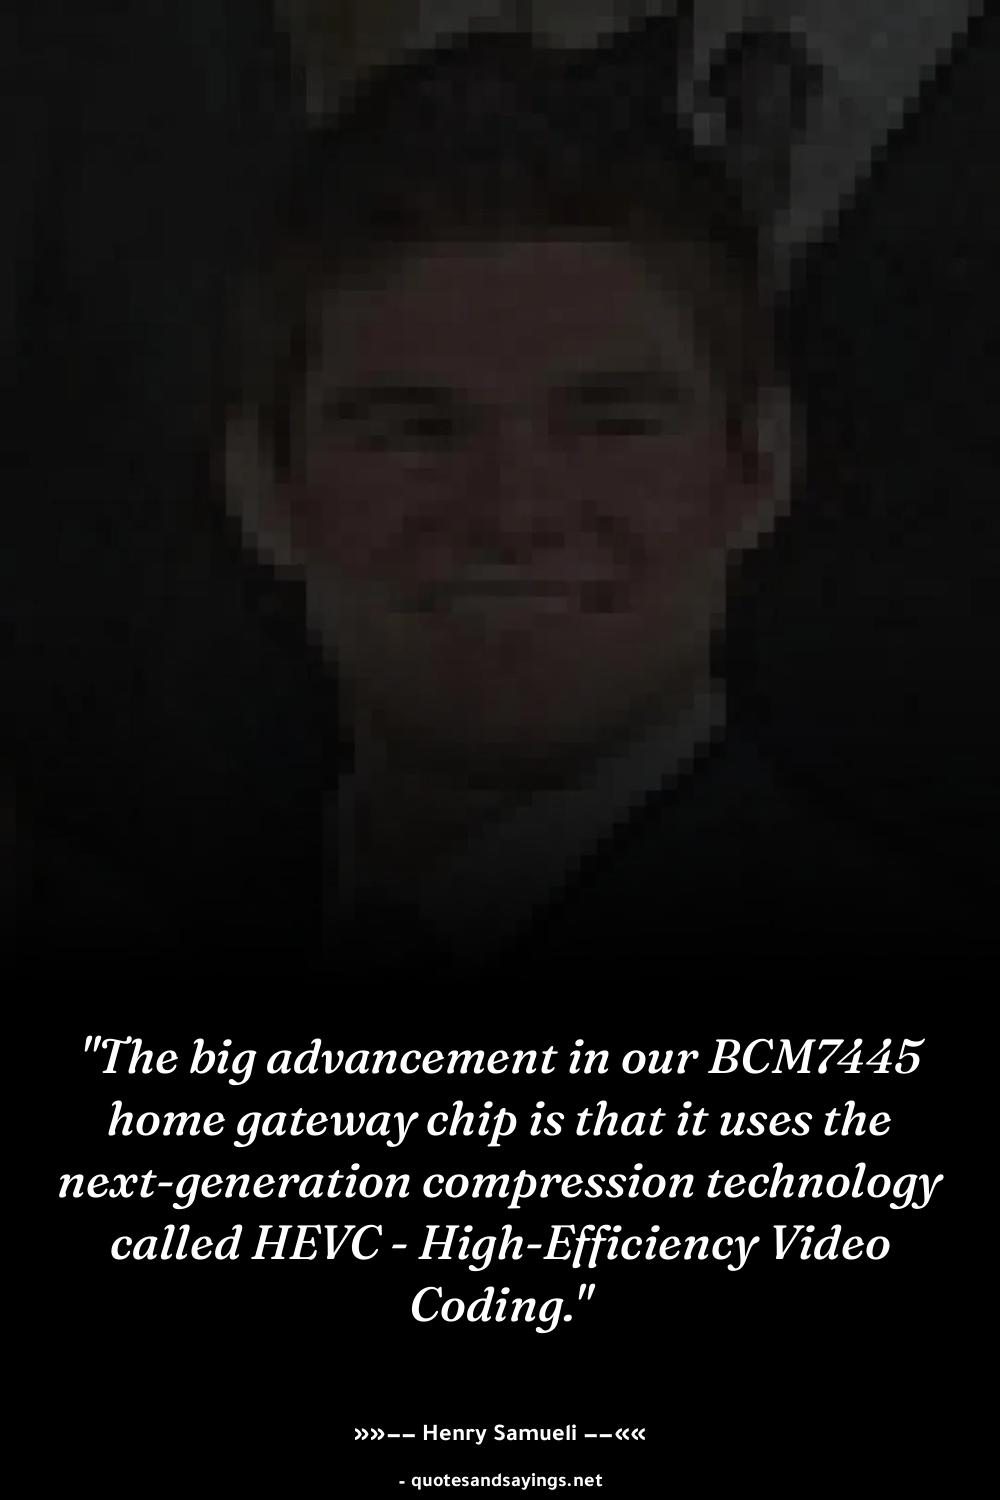 "The big advancement in our BCM7445
home gateway chip is that it uses the
next-generation compression technology
called HEVC - High-Efficiency Video
Coding."
»»−− Henry Samueli −−««
- quotesandsayings.net